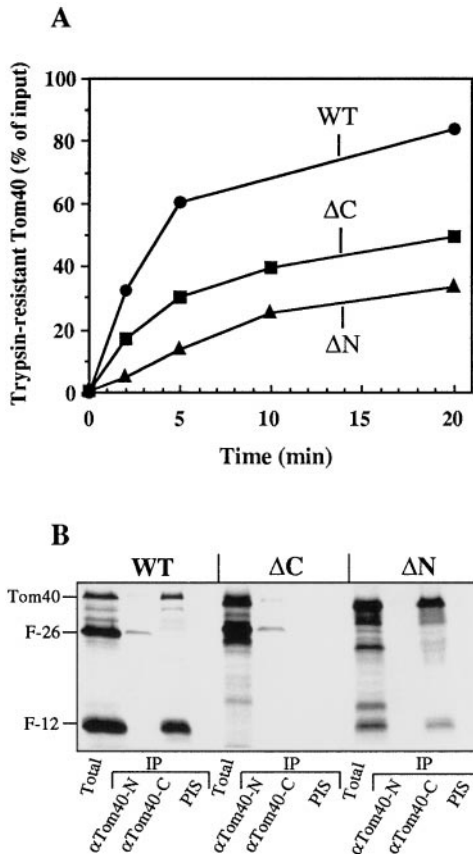 A
Trypsin-resistant Tom40 (% of input)
100
80
60
40
20
0
WT
ΔC
ΔN
0 5 10 15 20
Time (min)
B
WT ΔC ΔN
Tom40
F-26
F-12
Total αTom40-N αTom40-C PIS Total αTom40-N αTom40-C PIS Total αTom40-N αTom40-C PIS
IP IP IP